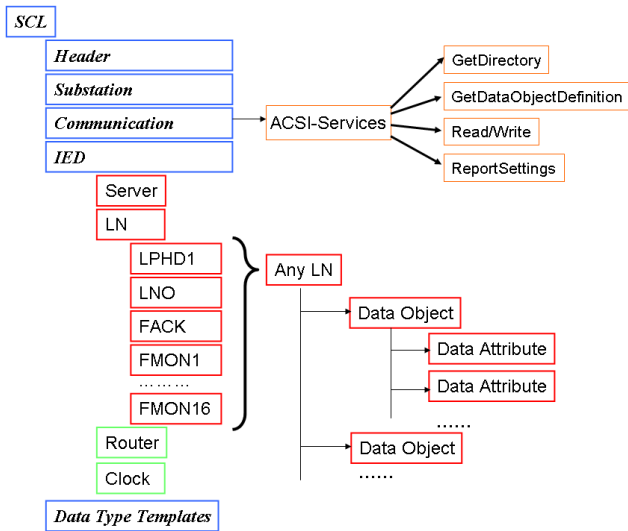 SCL
Header
Substation
Communication
IED
ACSI-Services
GetDirectory
GetDataObjectDefinition
Read/Write
ReportSettings
Server
LN
LPHD1
LNO
FACK
FMON1
………
FMON16
Any LN
Data Object
Data Attribute
Data Attribute
……
Data Object
……
Router
Clock
Data Type Templates